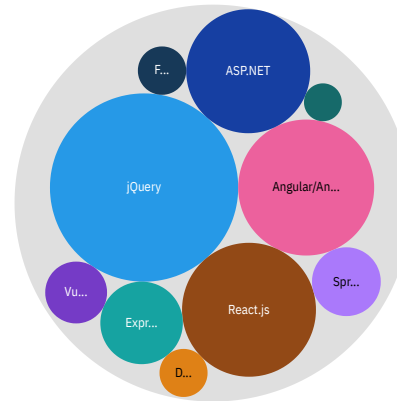 F...
ASP.NET
jQuery
Angular/An...
Spr...
Vu...
Expr...
React.js
D...